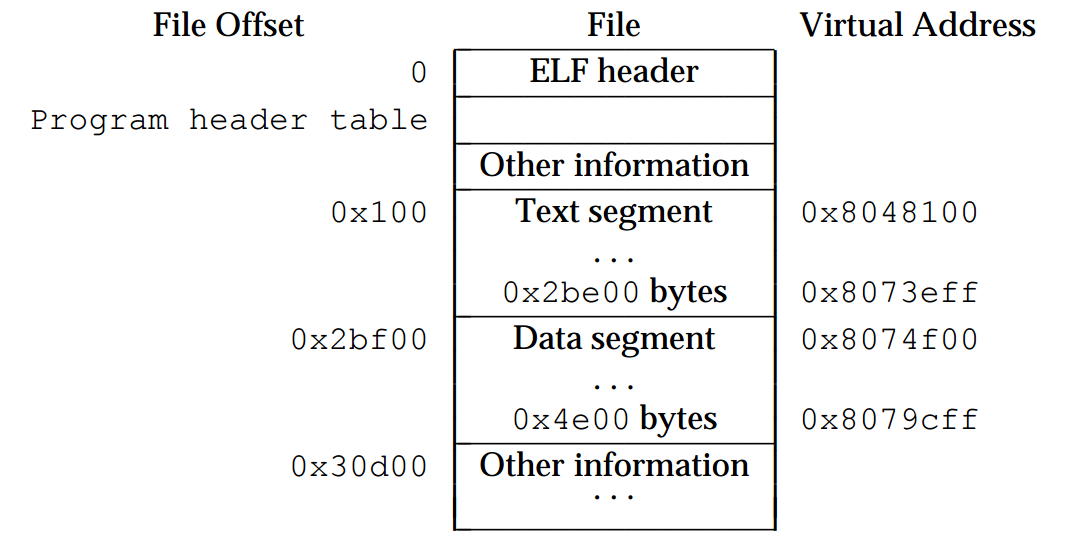 File Offset File Virtual Address
0 ELF header
Program header table
Other information
0x100 Text segment 0x8048100
...
0x2be00 bytes 0x8073eff
0x2bf00 Data segment 0x8074f00
...
0x4e00 bytes 0x8079cff
0x30d00 Other information
...